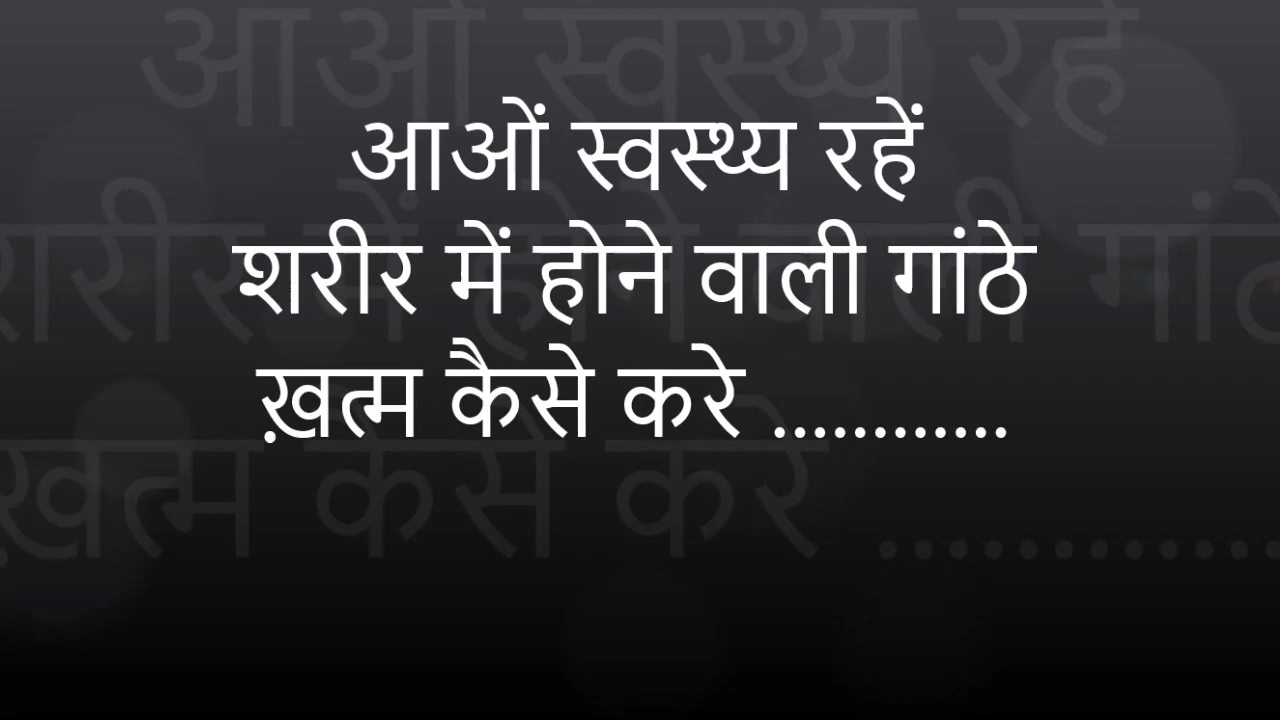 आओं स्वस्थ्य रहें
शरीर में होने वाली गांठे
ख़त्म कैसे करे ............